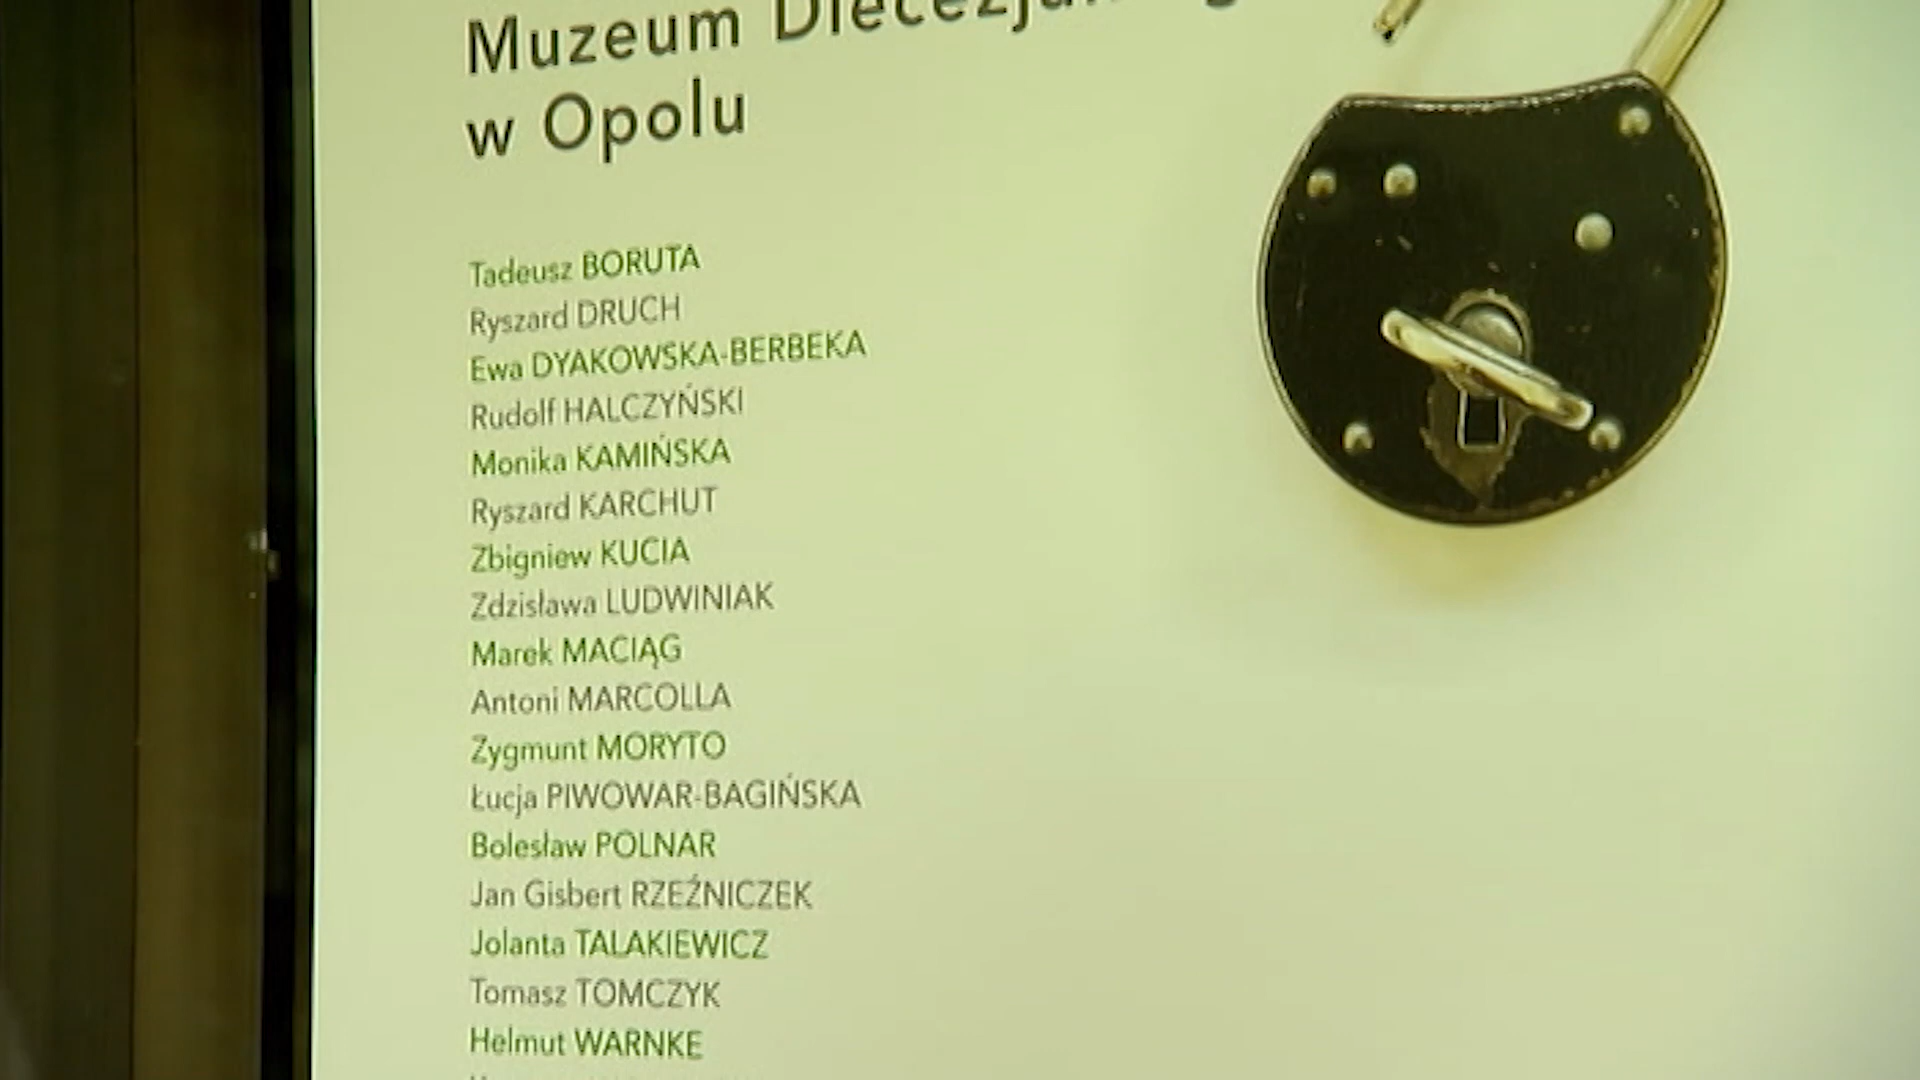 Muzeum
w Opolu
Tadeusz BORUTA
Ryszard DRUCH
Ewa DYAKOWSKA-BERBEKA
Rudolf HALCZYŃSKI
Monika KAMIŃSKA
Ryszard KARCHUT
Zbigniew KUCIA
Zdzisława LUDWINIAK
Marek MACIĄG
Antoni MARCOLLA
Zygmunt MORYTO
Łucja PIWOWAR-BAGIŃSKA
Bolesław POLNAR
Jan Gisbert RZEŹNICZEK
Jolanta TALAKIEWICZ
Tomasz TOMCZYK
Helmut WARNKE